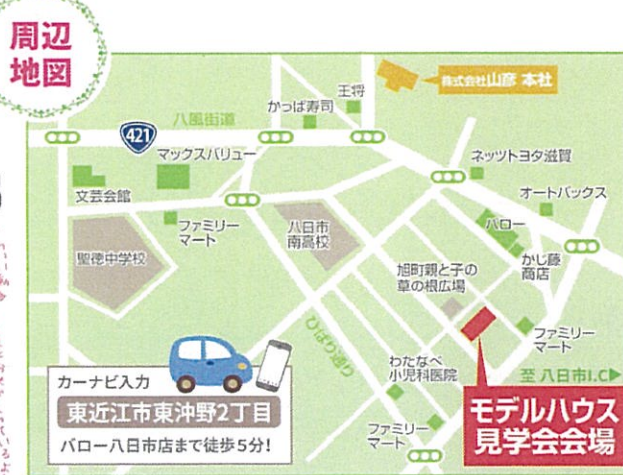 周辺
地図
株式会社山彦 本社
王将
かっぱ寿司
八風街道
421
マックスバリュー
ネッツトヨタ滋賀
文芸会館
オートバックス
ファミリー
マート
八日市
南高校
バロー
聖徳中学校
かじ藤
商店
旭町親と子の
草の根広場
ひばり通り
ファミリー
マート
わたなべ
小児科医院
至 八日市I.C▶
カーナビ入力
東近江市東沖野2丁目
バロー八日市店まで徒歩5分!
モデルハウス
見学会会場
ファミリー
マート